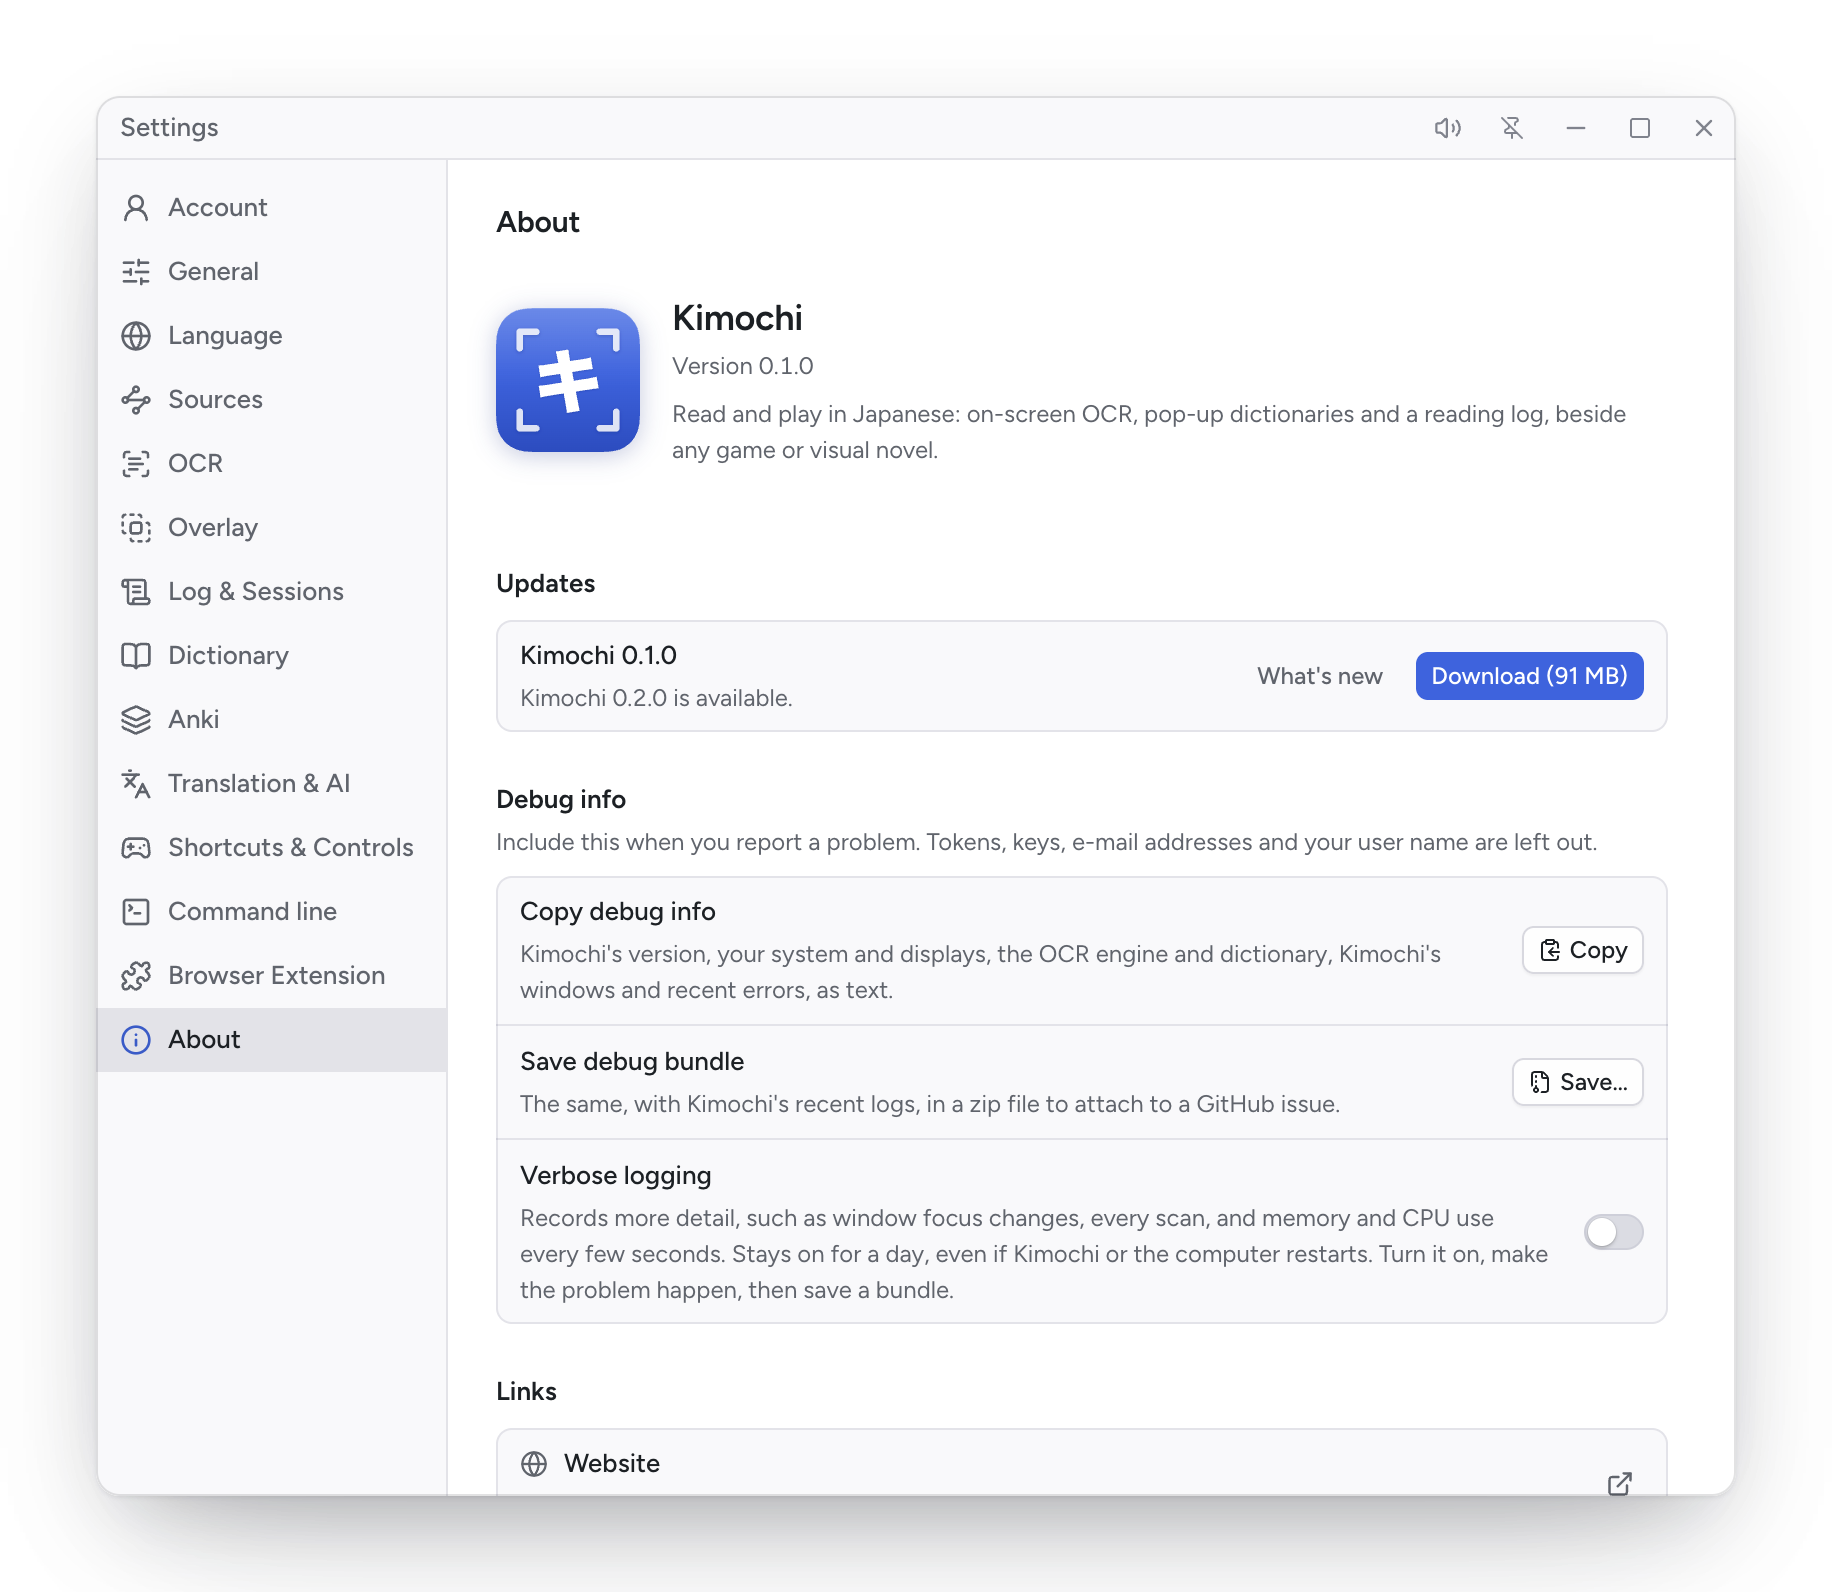 Settings
Account
General
Language
Sources
OCR
Overlay
Log & Sessions
Dictionary
Anki
Translation & AI
Shortcuts & Controls
Command line
Browser Extension
About
About
キ
Kimochi
Version 0.1.0
Read and play in Japanese: on-screen OCR, pop-up dictionaries and a reading log, beside
any game or visual novel.
Updates
Kimochi 0.1.0
Kimochi 0.2.0 is available.
What's new
Download (91 MB)
Debug info
Include this when you report a problem. Tokens, keys, e-mail addresses and your user name are left out.
Copy debug info
Kimochi's version, your system and displays, the OCR engine and dictionary, Kimochi's
windows and recent errors, as text.
Copy
Save debug bundle
The same, with Kimochi's recent logs, in a zip file to attach to a GitHub issue.
Save...
Verbose logging
Records more detail, such as window focus changes, every scan, and memory and CPU use
every few seconds. Stays on for a day, even if Kimochi or the computer restarts. Turn it on, make
the problem happen, then save a bundle.
Links
Website